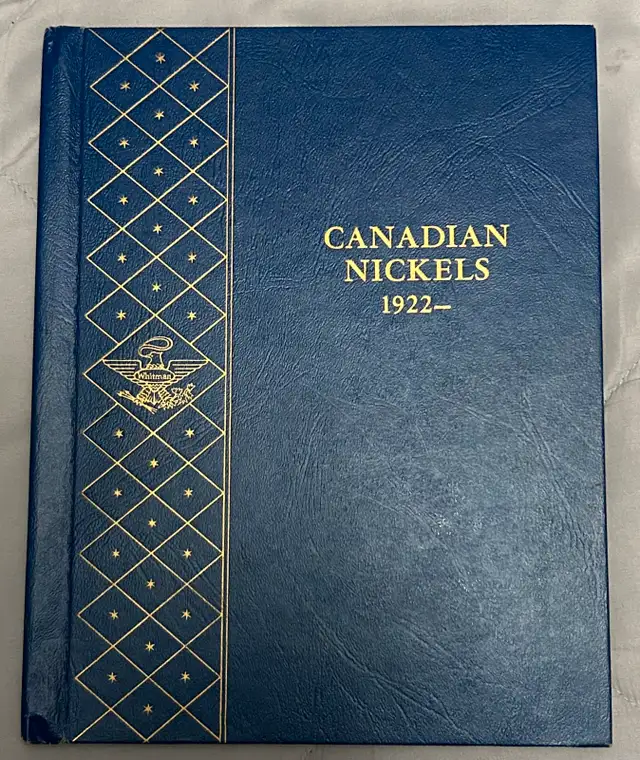 CANADIAN
NICKELS
1922–
Whitman